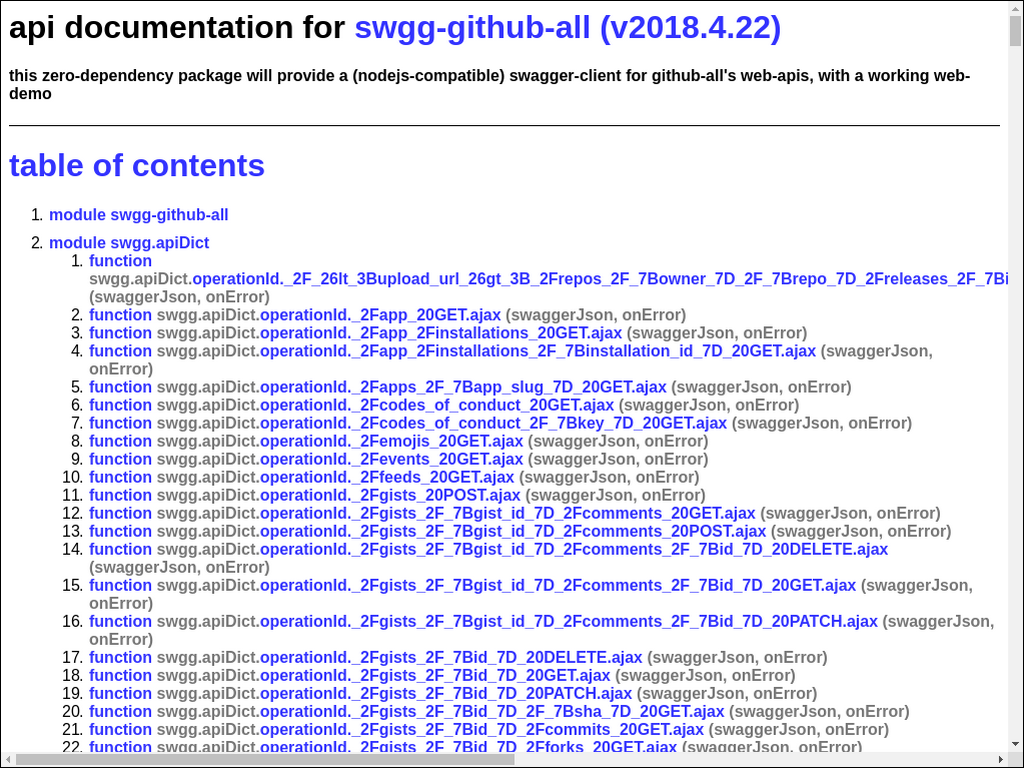 api documentation for swgg-github-all (v2018.4.22)
this zero-dependency package will provide a (nodejs-compatible) swagger-client for github-all's web-apis, with a working web-
demo
table of contents
1. module swgg-github-all
2. module swgg.apiDict
1. function
swgg.apiDict.operationId._2F_26lt_3Bupload_url_26gt_3B_2Frepos_2F_7Bowner_7D_2F_7Brepo_7D_2Freleases_2F_7Bi
(swaggerJson, onError)
2. function swgg.apiDict.operationId._2Fapp_20GET.ajax (swaggerJson, onError)
3. function swgg.apiDict.operationId._2Fapp_2Finstallations_20GET.ajax (swaggerJson, onError)
4. function swgg.apiDict.operationId._2Fapp_2Finstallations_2F_7Binstallation_id_7D_20GET.ajax (swaggerJson,
onError)
5. function swgg.apiDict.operationId._2Fapps_2F_7Bapp_slug_7D_20GET.ajax (swaggerJson, onError)
6. function swgg.apiDict.operationId._2Fcodes_of_conduct_20GET.ajax (swaggerJson, onError)
7. function swgg.apiDict.operationId._2Fcodes_of_conduct_2F_7Bkey_7D_20GET.ajax (swaggerJson, onError)
8. function swgg.apiDict.operationId._2Femojis_20GET.ajax (swaggerJson, onError)
9. function swgg.apiDict.operationId._2Fevents_20GET.ajax (swaggerJson, onError)
10. function swgg.apiDict.operationId._2Ffeeds_20GET.ajax (swaggerJson, onError)
11. function swgg.apiDict.operationId._2Fgists_20POST.ajax (swaggerJson, onError)
12. function swgg.apiDict.operationId._2Fgists_2F_7Bgist_id_7D_2Fcomments_20GET.ajax (swaggerJson, onError)
13. function swgg.apiDict.operationId._2Fgists_2F_7Bgist_id_7D_2Fcomments_20POST.ajax (swaggerJson, onError)
14. function swgg.apiDict.operationId._2Fgists_2F_7Bgist_id_7D_2Fcomments_2F_7Bid_7D_20DELETE.ajax
(swaggerJson, onError)
15. function swgg.apiDict.operationId._2Fgists_2F_7Bgist_id_7D_2Fcomments_2F_7Bid_7D_20GET.ajax (swaggerJson,
onError)
16. function swgg.apiDict.operationId._2Fgists_2F_7Bgist_id_7D_2Fcomments_2F_7Bid_7D_20PATCH.ajax (swaggerJson,
onError)
17. function swgg.apiDict.operationId._2Fgists_2F_7Bid_7D_20DELETE.ajax (swaggerJson, onError)
18. function swgg.apiDict.operationId._2Fgists_2F_7Bid_7D_20GET.ajax (swaggerJson, onError)
19. function swgg.apiDict.operationId._2Fgists_2F_7Bid_7D_20PATCH.ajax (swaggerJson, onError)
20. function swgg.apiDict.operationId._2Fgists_2F_7Bid_7D_2F_7Bsha_7D_20GET.ajax (swaggerJson, onError)
21. function swgg.apiDict.operationId._2Fgists_2F_7Bid_7D_2Fcommits_20GET.ajax (swaggerJson, onError)
22. function swgg.apiDict.operationId._2Fgists_2F_7Bid_7D_2Fforks_20GET.ajax (swaggerJson, onError)